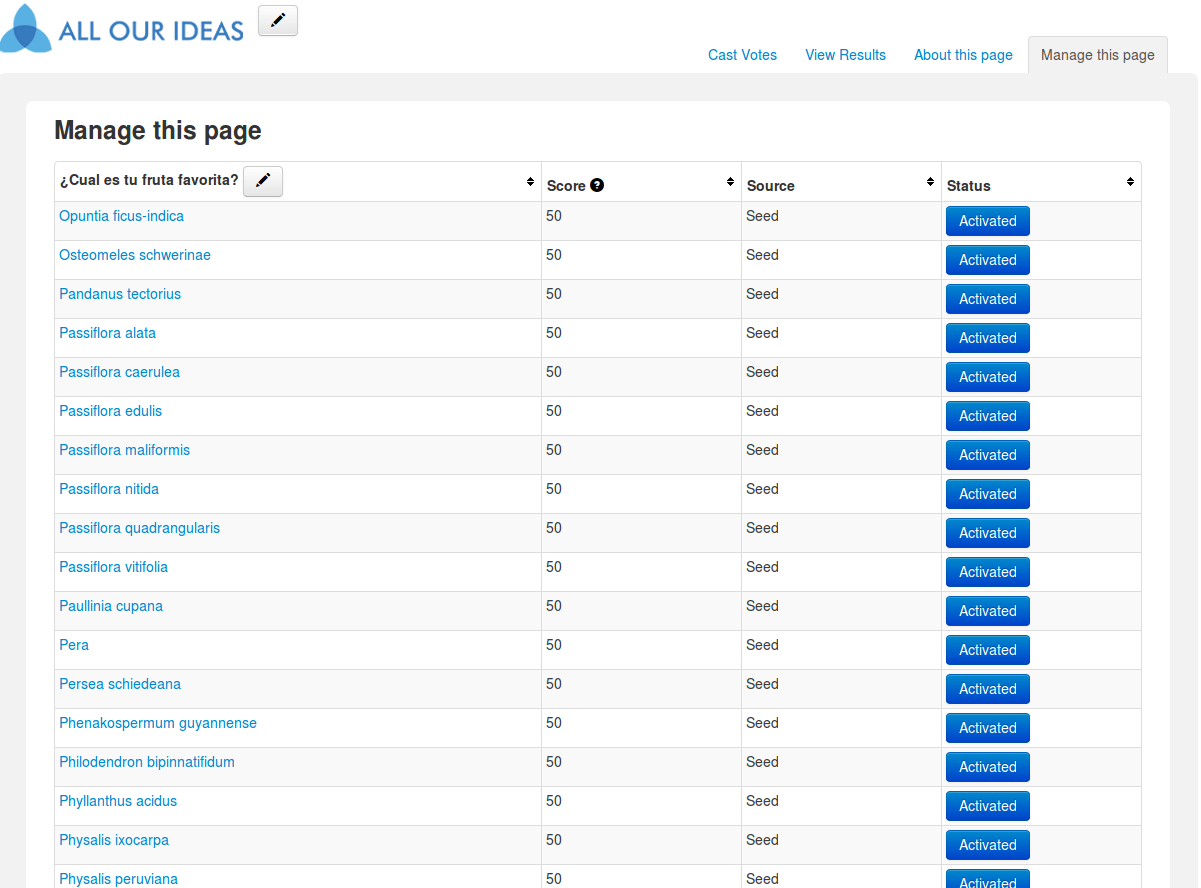 ALL OUR IDEAS
Cast Votes View Results About this page Manage this page
Manage this page
¿Cual es tu fruta favorita? Score ? Source Status
Opuntia ficus-indica 50 Seed Activated
Osteomeles schwerinae 50 Seed Activated
Pandanus tectorius 50 Seed Activated
Passiflora alata 50 Seed Activated
Passiflora caerulea 50 Seed Activated
Passiflora edulis 50 Seed Activated
Passiflora maliformis 50 Seed Activated
Passiflora nitida 50 Seed Activated
Passiflora quadrangularis 50 Seed Activated
Passiflora vitifolia 50 Seed Activated
Paullinia cupana 50 Seed Activated
Pera 50 Seed Activated
Persea schiedeana 50 Seed Activated
Phenakospermum guyannense 50 Seed Activated
Philodendron bipinnatifidum 50 Seed Activated
Phyllanthus acidus 50 Seed Activated
Physalis ixocarpa 50 Seed Activated
Physalis peruviana 50 Seed Activated